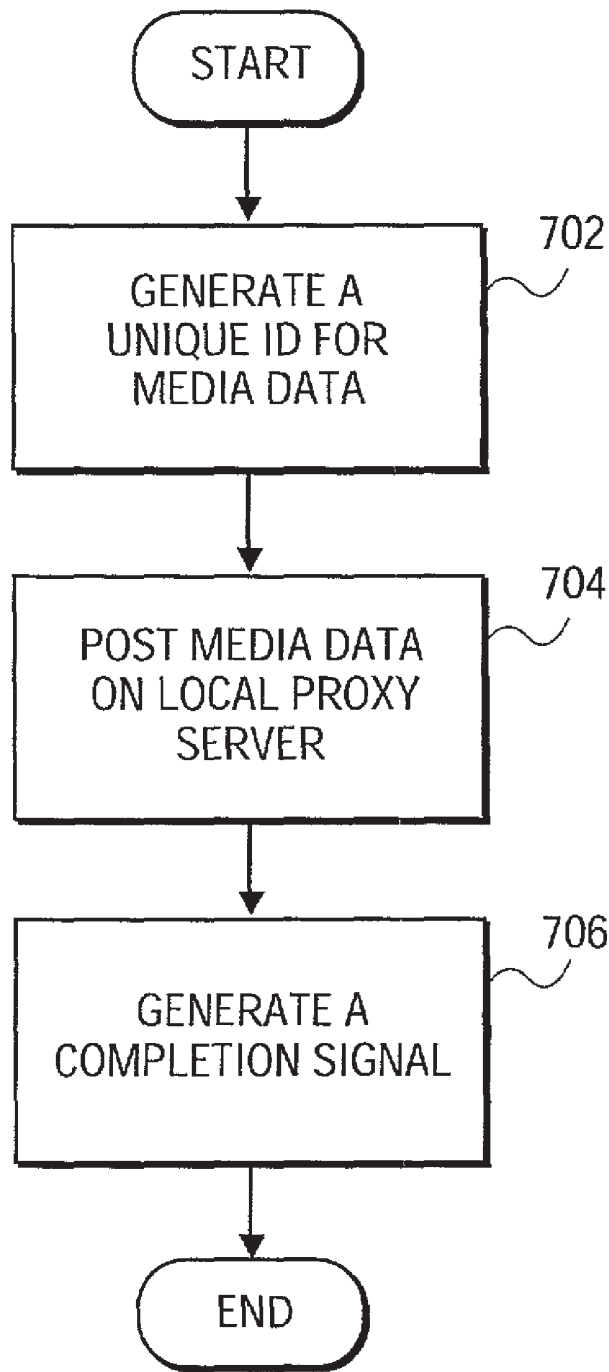 START
702
GENERATE A
UNIQUE ID FOR
MEDIA DATA
704
POST MEDIA DATA
ON LOCAL PROXY
SERVER
706
GENERATE A
COMPLETION SIGNAL
END